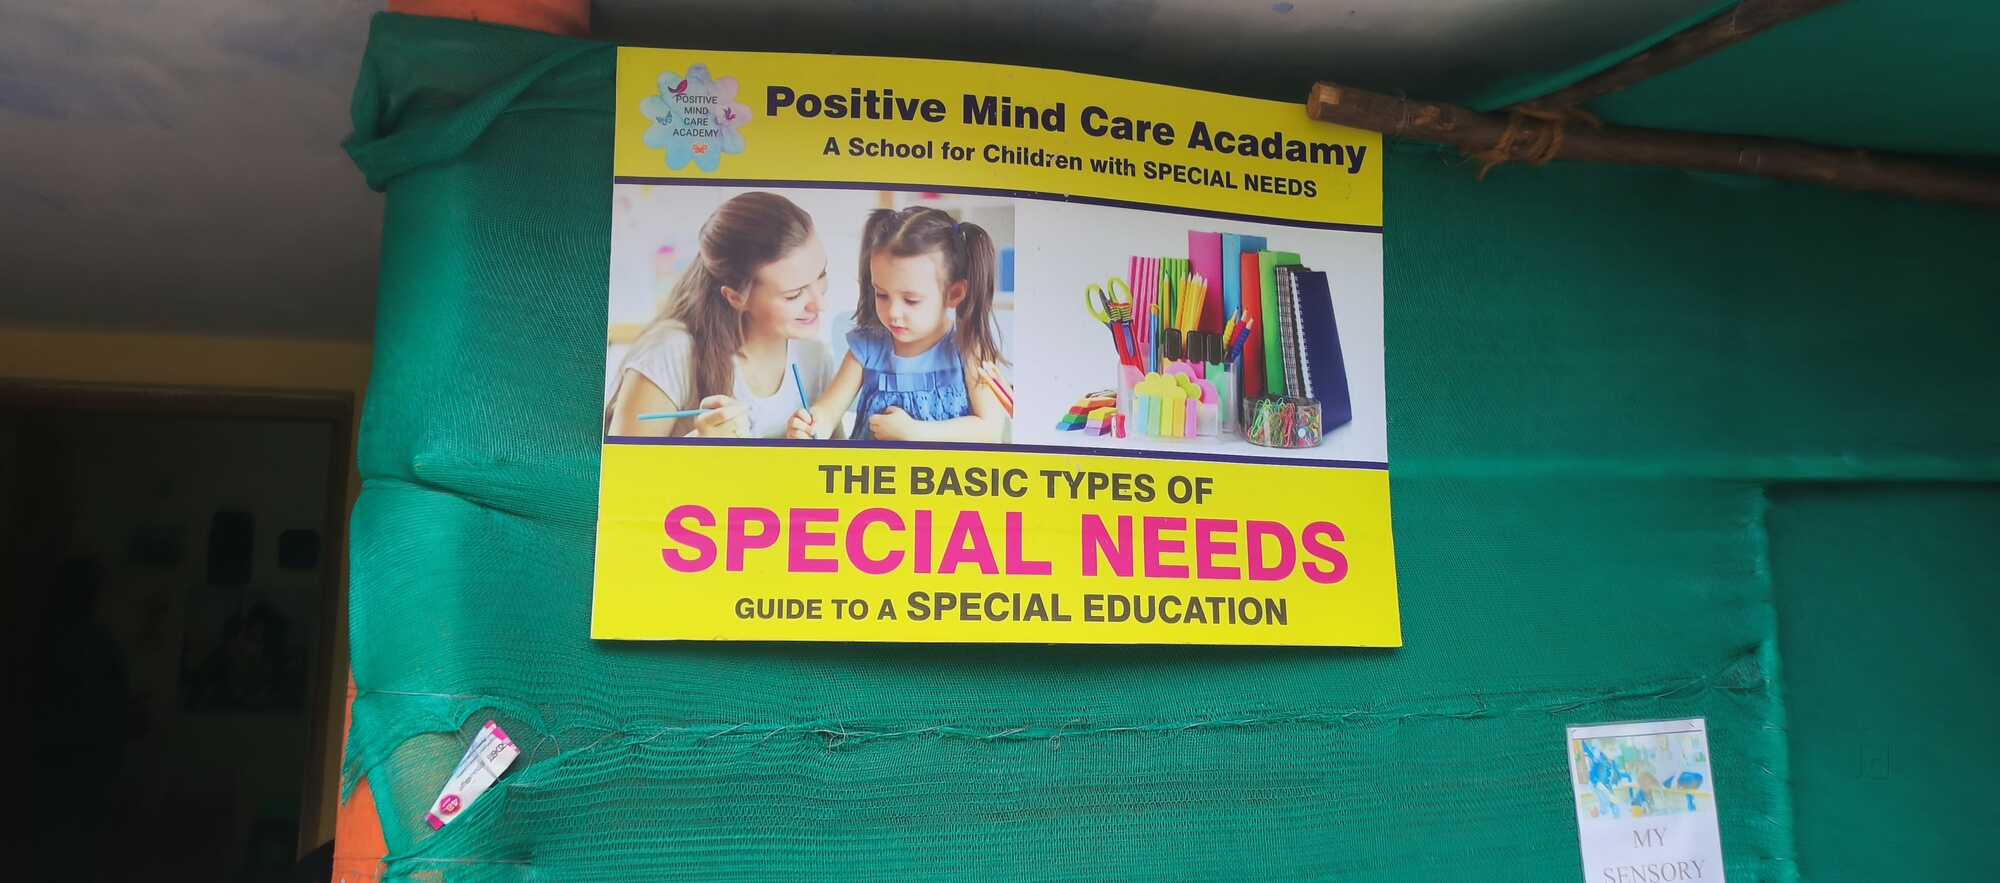 POSITIVE
MIND
CARE
ACADEMY
Positive Mind Care Acadamy
A School for Children with SPECIAL NEEDS
THE BASIC TYPES OF
SPECIAL NEEDS
GUIDE TO A SPECIAL EDUCATION
MY
SENSORY